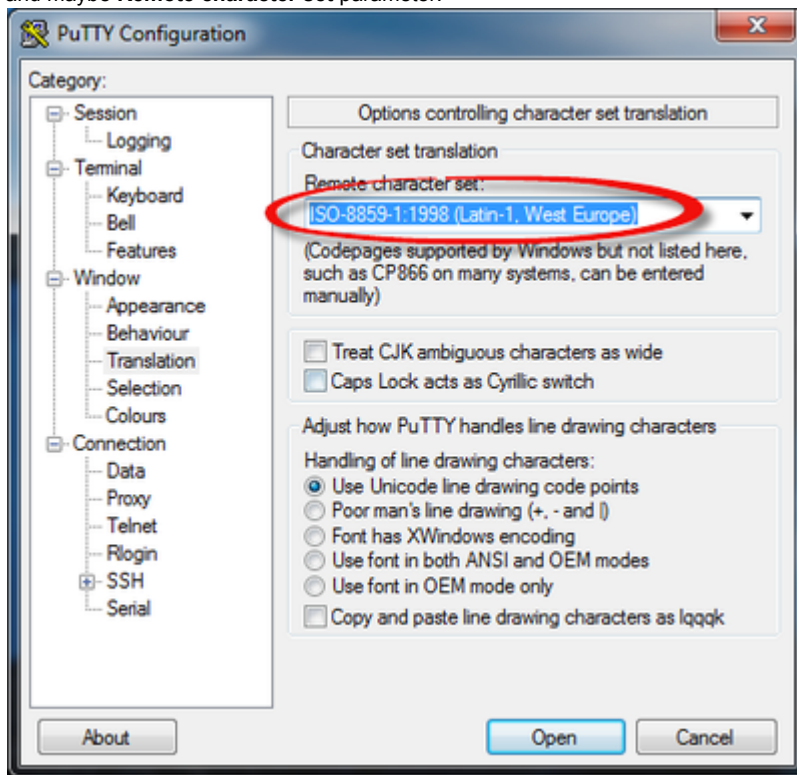 and maybe Remote character set parameter:
PuTTY Configuration
Category:
Session
Logging
Terminal
Keyboard
Bell
Features
Window
Appearance
Behaviour
Translation
Selection
Colours
Connection
Data
Proxy
Telnet
Rlogin
SSH
Serial
Options controlling character set translation
Character set translation
Remote character set:
ISO-8859-1:1998 (Latin-1, West Europe)
(Codepages supported by Windows but not listed here,
such as CP866 on many systems, can be entered
manually)
Treat CJK ambiguous characters as wide
Caps Lock acts as Cyrillic switch
Adjust how PuTTY handles line drawing characters
Handling of line drawing characters:
Use Unicode line drawing code points
Poor man's line drawing (+, - and |)
Font has XWindows encoding
Use font in both ANSI and OEM modes
Use font in OEM mode only
Copy and paste line drawing characters as lqqqk
About
Open
Cancel